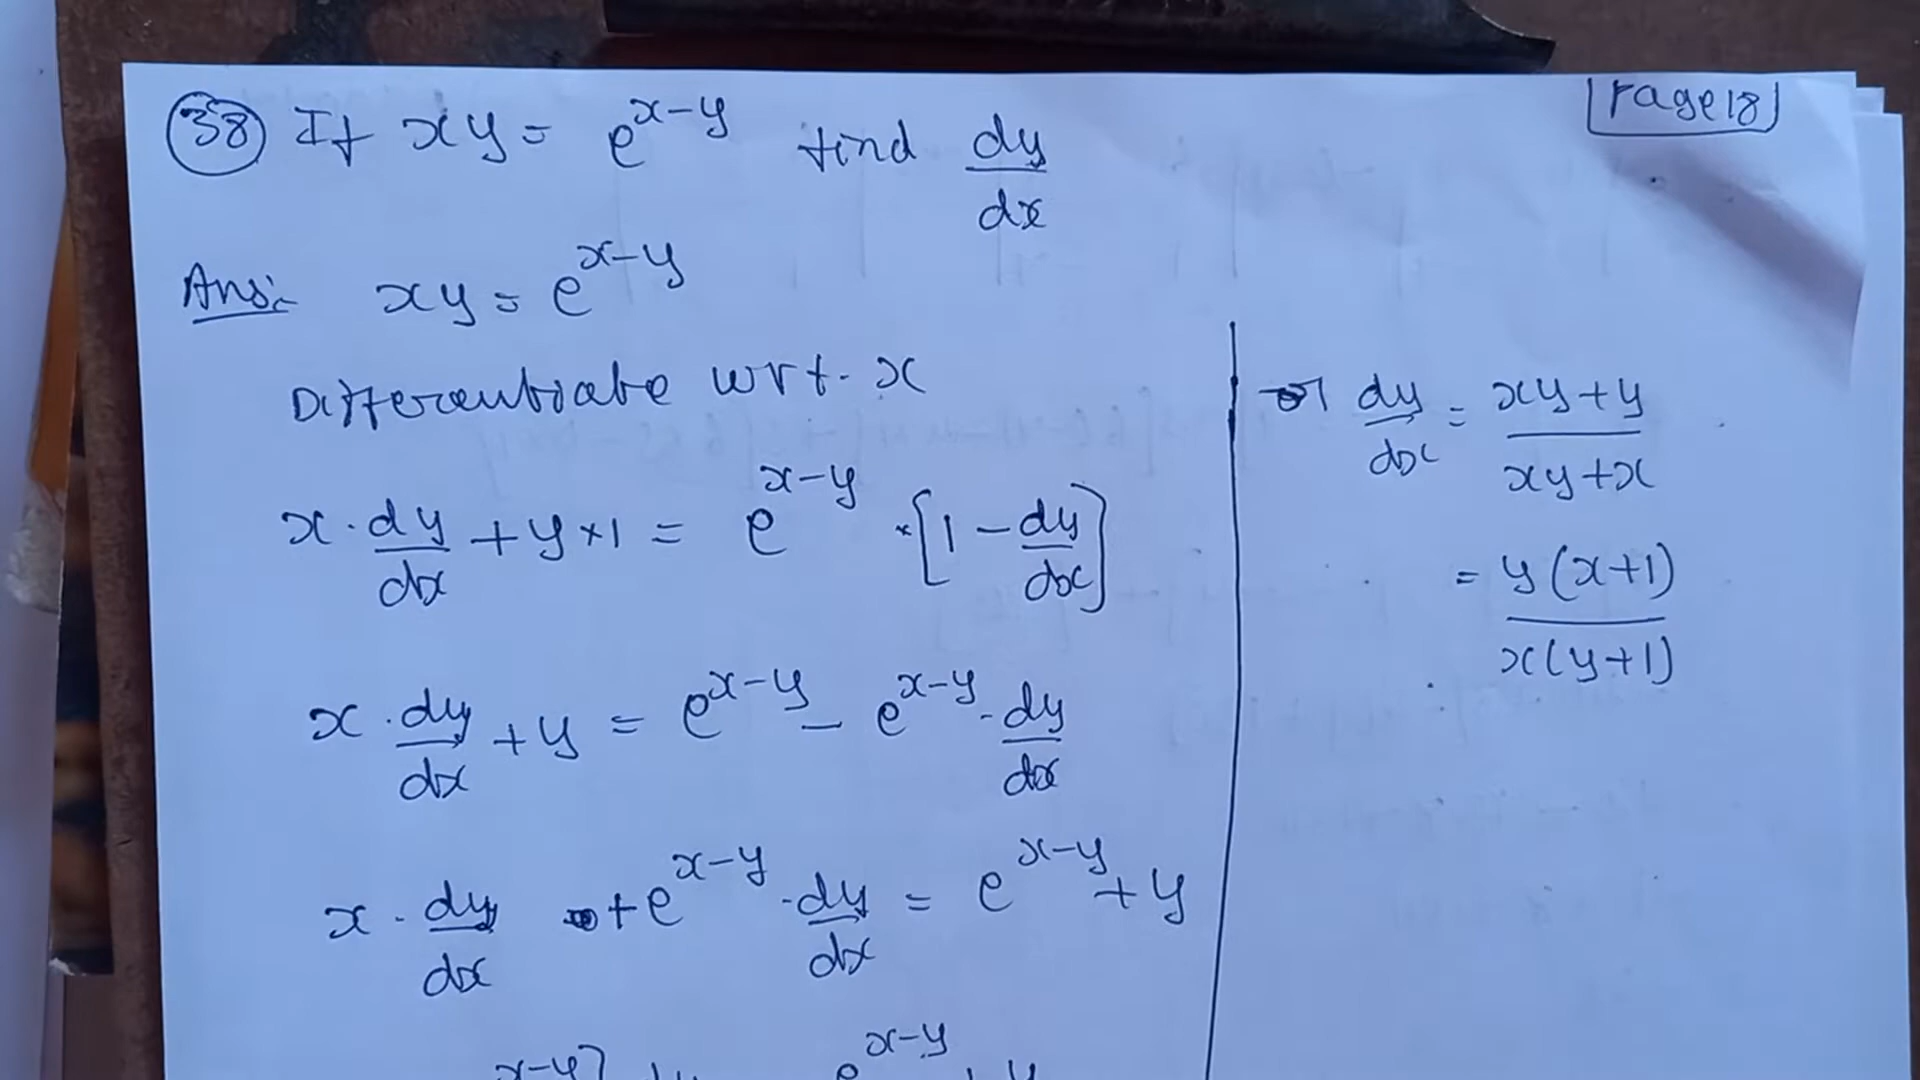 Page 18
38 If xy = e^{x-y} find dy/dx
Ans:- xy = e^{x-y}
Differentiate wrt. x
x · dy/dx + y × 1 = e^{x-y} × [1 - dy/dx]
x · dy/dx + y = e^{x-y} - e^{x-y} · dy/dx
x · dy/dx + e^{x-y} · dy/dx = e^{x-y} + y
or dy/dx = xy+y / xy+x
= y(x+1) / x(y+1)